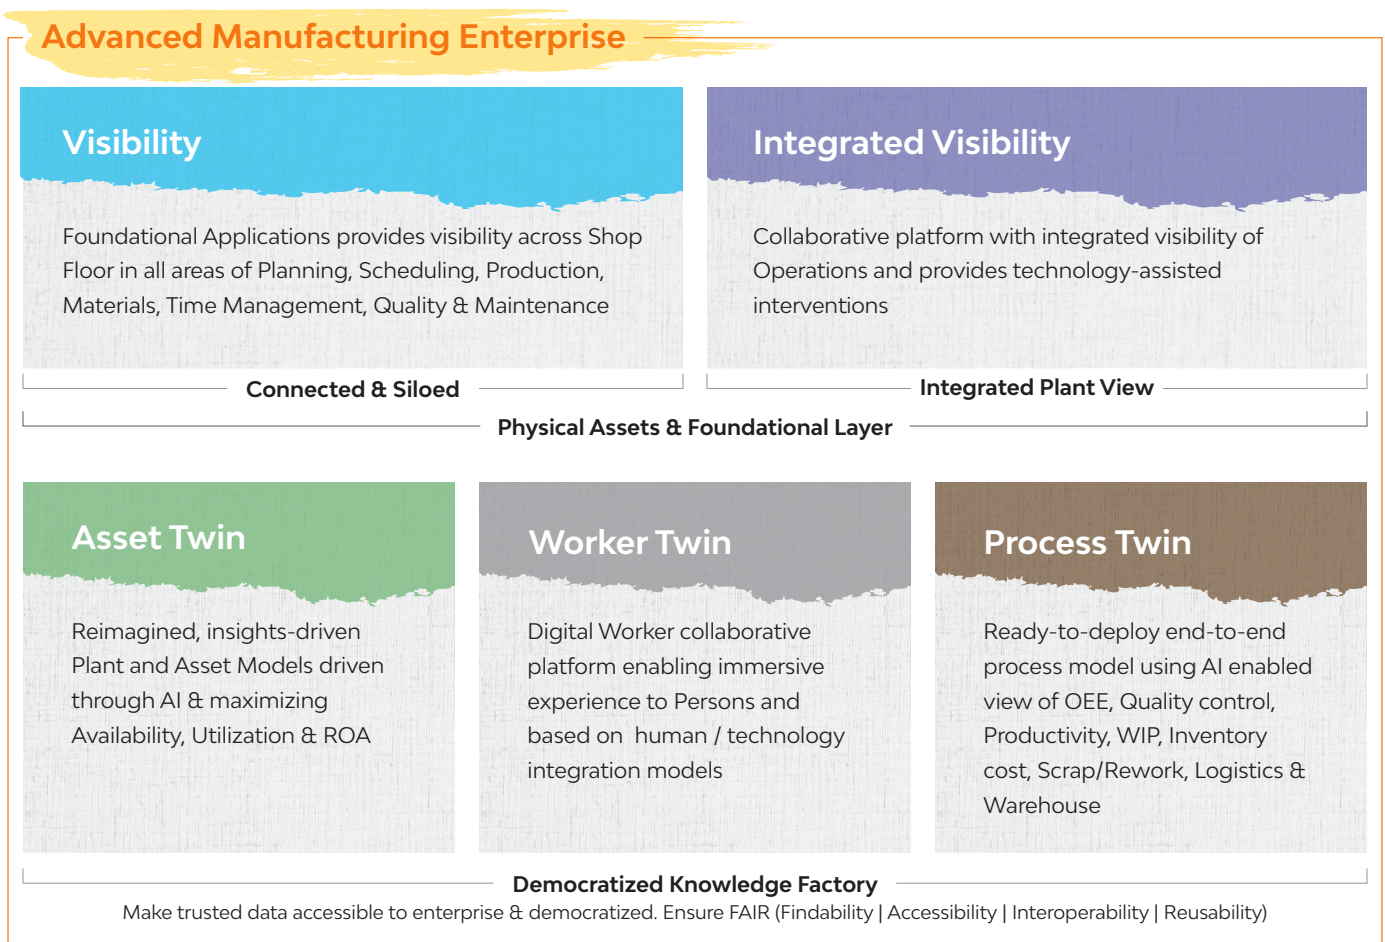 Advanced Manufacturing Enterprise
Visibility
Foundational Applications provides visibility across Shop
Floor in all areas of Planning, Scheduling, Production,
Materials, Time Management, Quality & Maintenance
Connected & Siloed
Integrated Visibility
Collaborative platform with integrated visibility of
Operations and provides technology-assisted
interventions
Integrated Plant View
Physical Assets & Foundational Layer
Asset Twin
Reimagined, insights-driven
Plant and Asset Models driven
through AI & maximizing
Availability, Utilization & ROA
Worker Twin
Digital Worker collaborative
platform enabling immersive
experience to Persons and
based on human / technology
integration models
Process Twin
Ready-to-deploy end-to-end
process model using AI enabled
view of OEE, Quality control,
Productivity, WIP, Inventory
cost, Scrap/Rework, Logistics &
Warehouse
Democratized Knowledge Factory
Make trusted data accessible to enterprise & democratized. Ensure FAIR (Findability | Accessibility | Interoperability | Reusability)